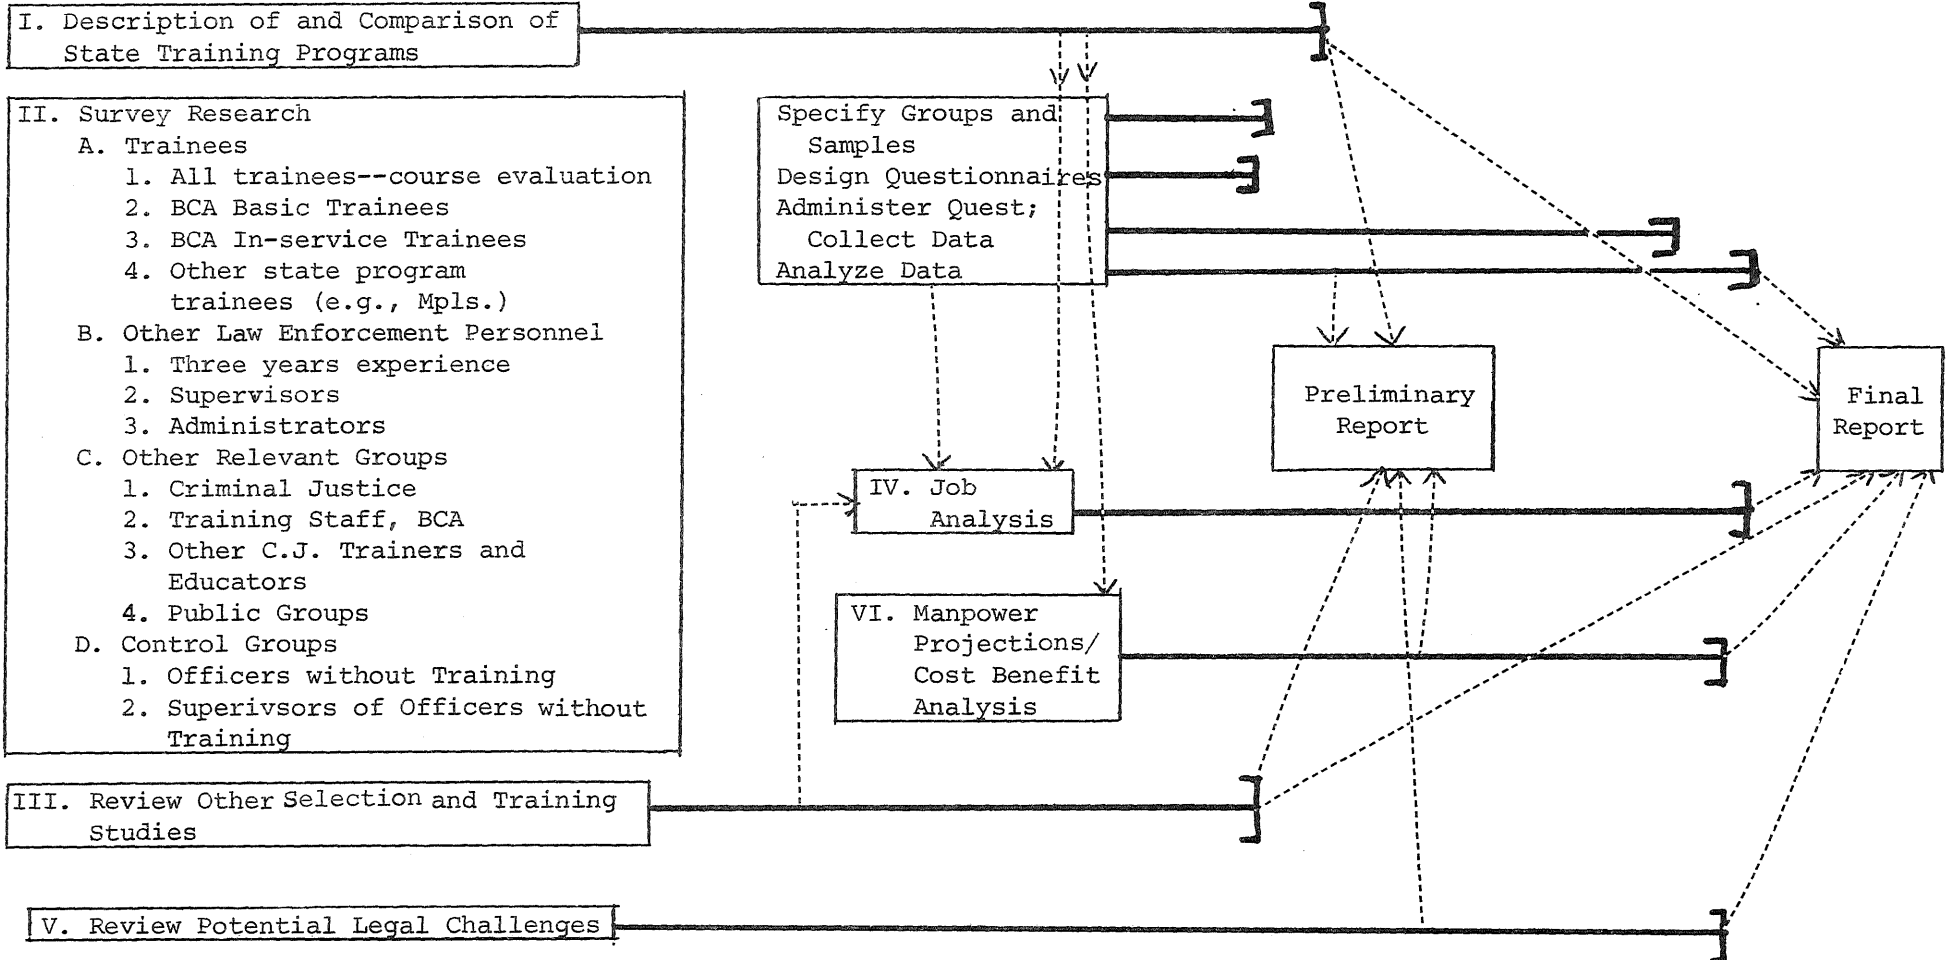 I. Description of and Comparison of
State Training Programs
II. Survey Research
A. Trainees
1. All trainees--course evaluation
2. BCA Basic Trainees
3. BCA In-service Trainees
4. Other state program
trainees (e.g., Mpls.)
B. Other Law Enforcement Personnel
1. Three years experience
2. Supervisors
3. Administrators
C. Other Relevant Groups
1. Criminal Justice
2. Training Staff, BCA
3. Other C.J. Trainers and
Educators
4. Public Groups
D. Control Groups
1. Officers without Training
2. Superivsors of Officers without
Training
Specify Groups and
Samples
Design Questionnaires
Administer Quest;
Collect Data
Analyze Data
Preliminary
Report
Final
Report
IV. Job
Analysis
VI. Manpower
Projections/
Cost Benefit
Analysis
III. Review Other Selection and Training
Studies
V. Review Potential Legal Challenges